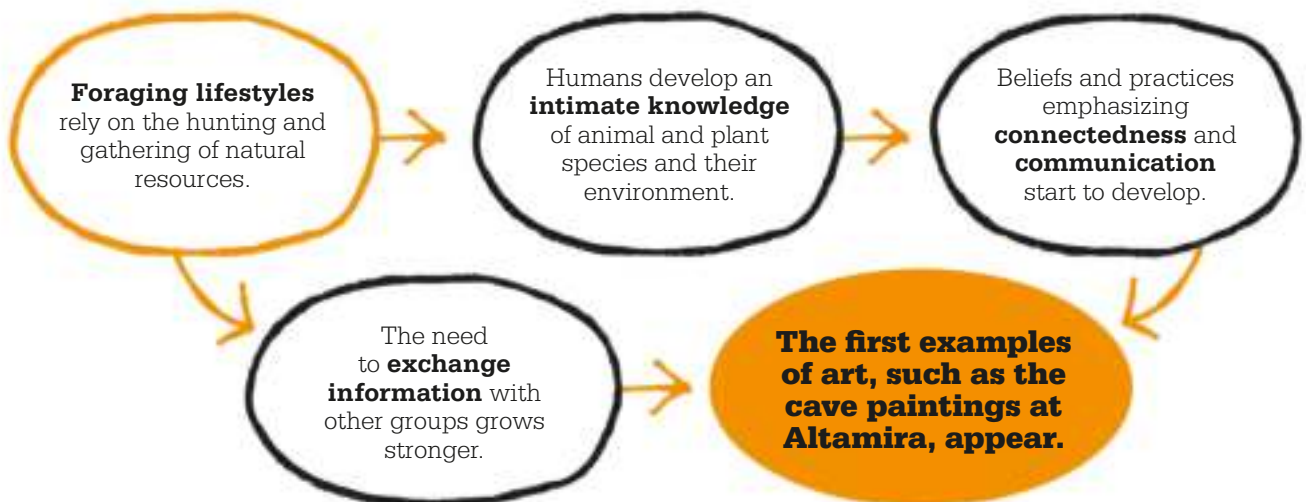 Foraging lifestyles
rely on the hunting and
gathering of natural
resources.
Humans develop an
intimate knowledge
of animal and plant
species and their
environment.
Beliefs and practices
emphasizing
connectedness and
communication
start to develop.
The need
to exchange
information with
other groups grows
stronger.
The first examples
of art, such as the
cave paintings at
Altamira, appear.